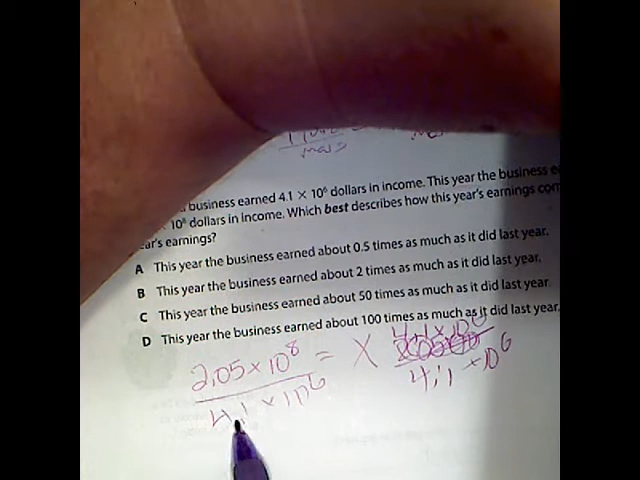 mars
business earned 4.1 × 10⁶ dollars in income. This year the business
10⁸ dollars in income. Which best describes how this year's earnings com
ear's earnings?
A This year the business earned about 0.5 times as much as it did last year.
B This year the business earned about 2 times as much as it did last year.
C This year the business earned about 50 times as much as it did last year.
D This year the business earned about 100 times as much as it did last year.
4.1 × 10⁶
2.05 × 10⁸ = X
4.1 × 10⁶ 4.1 × 10⁶